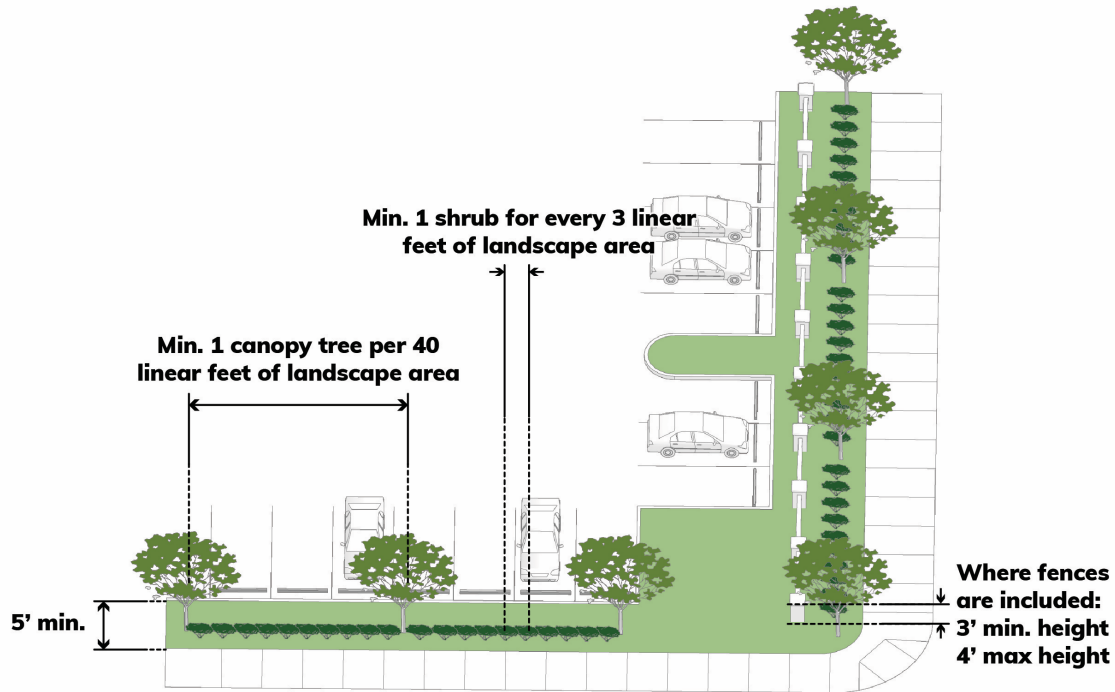 Min. 1 shrub for every 3 linear
feet of landscape area
Min. 1 canopy tree per 40
linear feet of landscape area
5’ min.
Where fences
are included:
3’ min. height
4’ max height